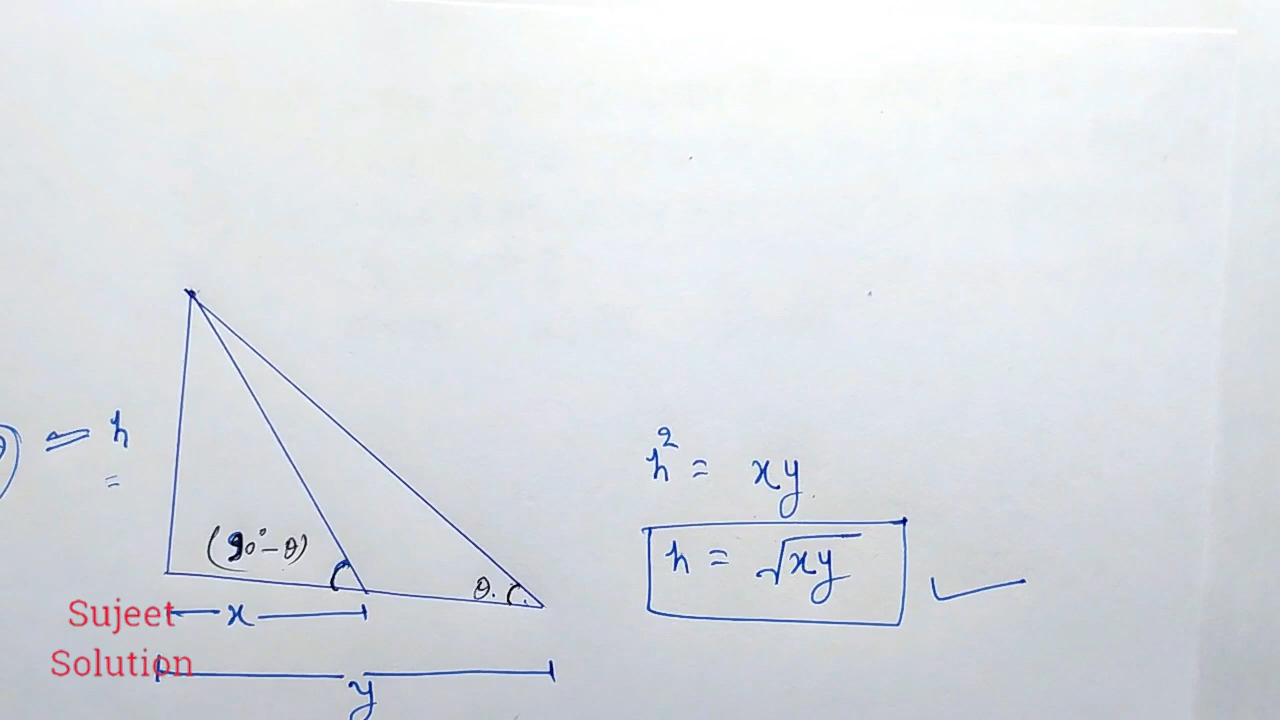 = h
=
(90° - θ)
θ.
x
y
h² = xy
h = √xy
Sujeet
Solution